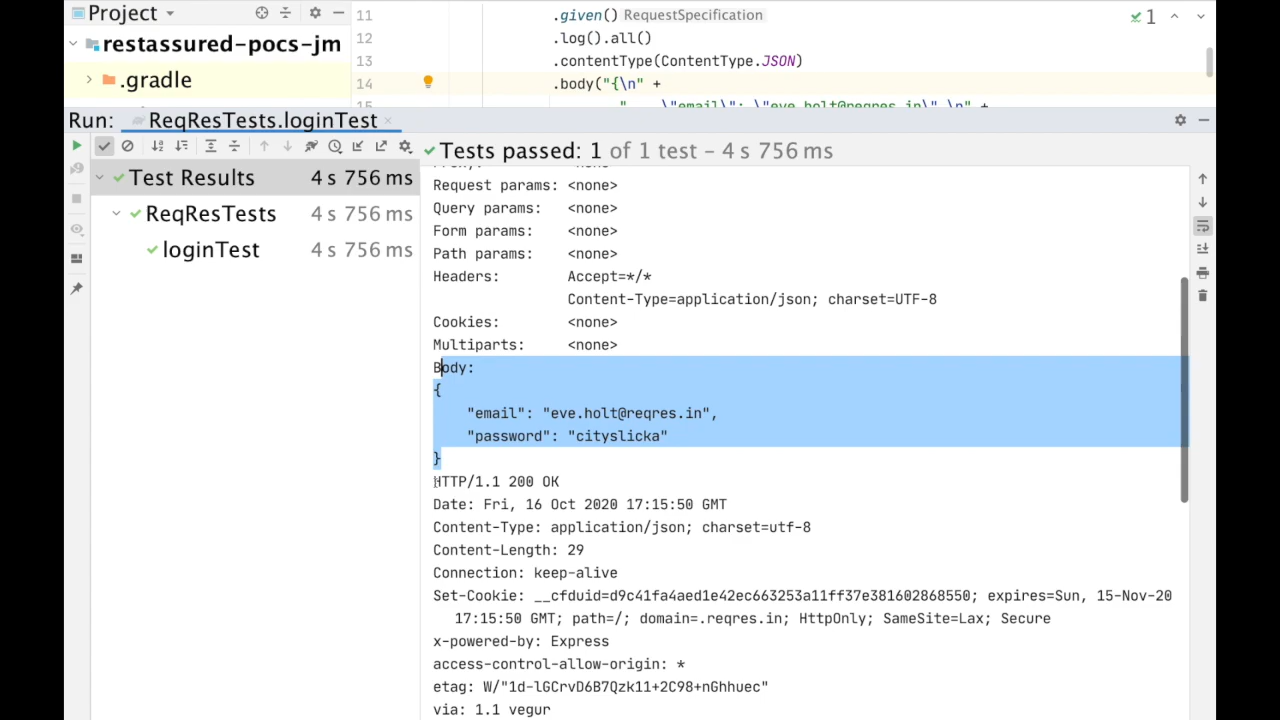 Project
11 .given() RequestSpecification
1
restassured-pocs-jm
12 .log().all()
13 .contentType(ContentType.JSON)
.gradle
14 .body("{\n" +
15 "    \"email\": \"eve.holt@reqres.in\",\n" +
Run: ReqResTests.loginTest
Tests passed: 1 of 1 test – 4 s 756 ms
Test Results 4 s 756 ms
ReqResTests 4 s 756 ms
loginTest 4 s 756 ms
Request params: <none>
Query params: <none>
Form params: <none>
Path params: <none>
Headers: Accept=*/*
Content-Type=application/json; charset=UTF-8
Cookies: <none>
Multiparts: <none>
Body:
{
"email": "eve.holt@reqres.in",
"password": "cityslicka"
}
HTTP/1.1 200 OK
Date: Fri, 16 Oct 2020 17:15:50 GMT
Content-Type: application/json; charset=utf-8
Content-Length: 29
Connection: keep-alive
Set-Cookie: __cfduid=d9c41fa4aed1e42ec663253a11ff37e381602868550; expires=Sun, 15-Nov-20
17:15:50 GMT; path=/; domain=.reqres.in; HttpOnly; SameSite=Lax; Secure
x-powered-by: Express
access-control-allow-origin: *
etag: W/"1d-lGCrvD6B7Qzk11+2C98+nGhhuec"
via: 1.1 vegur